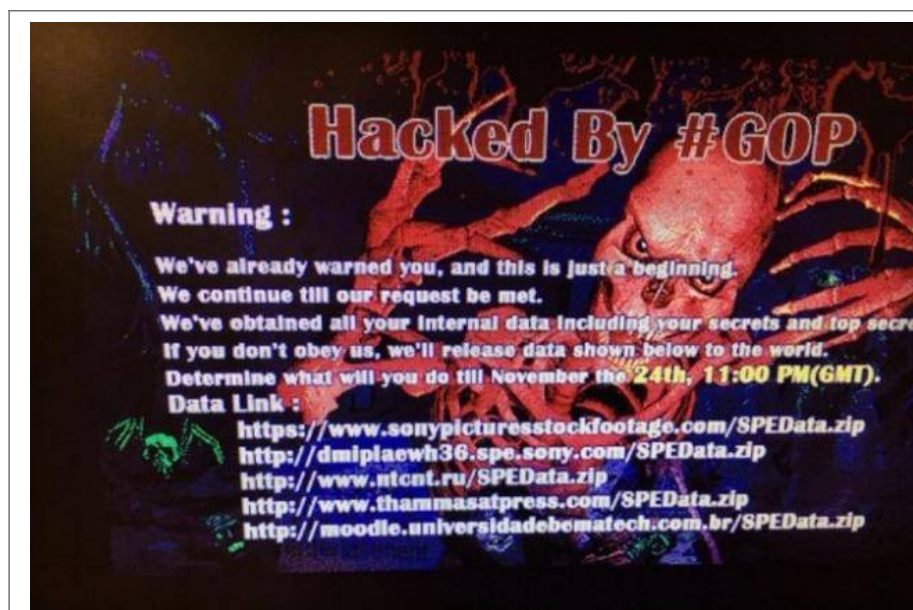 Hacked By #GOP
Warning :
We've already warned you, and this is just a beginning.
We continue till our request be met.
We've obtained all your internal data including your secrets and top secre
If you don't obey us, we'll release data shown below to the world.
Determine what will you do till November the 24th, 11:00 PM(GMT).
Data Link :
https://www.sonypicturesstockfootage.com/SPEData.zip
http://dmiplaewh36.spe.sony.com/SPEData.zip
http://www.ntcnt.ru/SPEData.zip
http://www.thammasatpress.com/SPEData.zip
http://moodle.universidadebematech.com.br/SPEData.zip